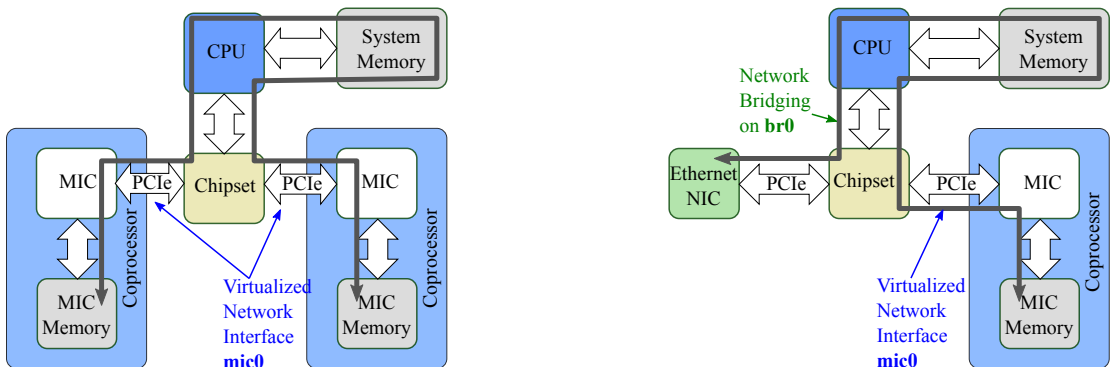 CPU
System
Memory
MIC
PCIe
Chipset
PCIe
MIC
Coprocessor
Coprocessor
MIC
Memory
MIC
Memory
Virtualized
Network
Interface
mic0
CPU
System
Memory
Network
Bridging
on br0
Ethernet
NIC
PCIe
Chipset
PCIe
MIC
Coprocessor
MIC
Memory
Virtualized
Network
Interface
mic0